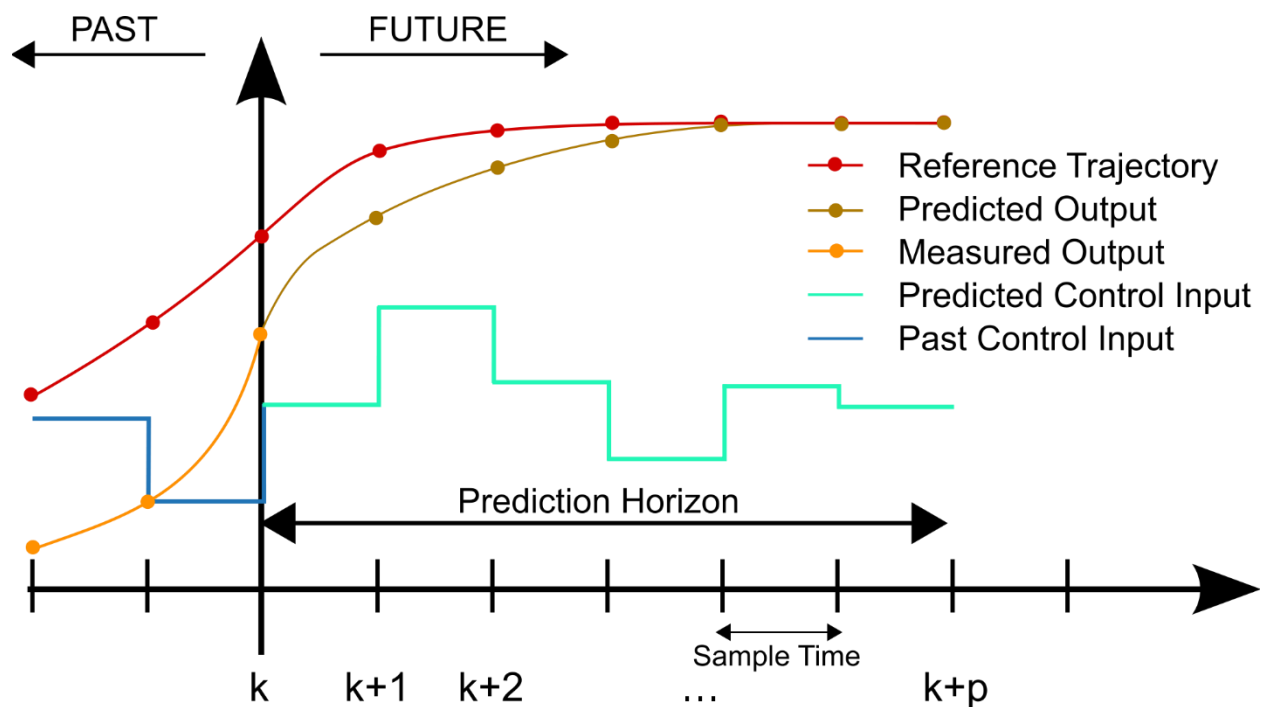 PAST
FUTURE
Reference Trajectory
Predicted Output
Measured Output
Predicted Control Input
Past Control Input
Prediction Horizon
Sample Time
k
k+1
k+2
...
k+p